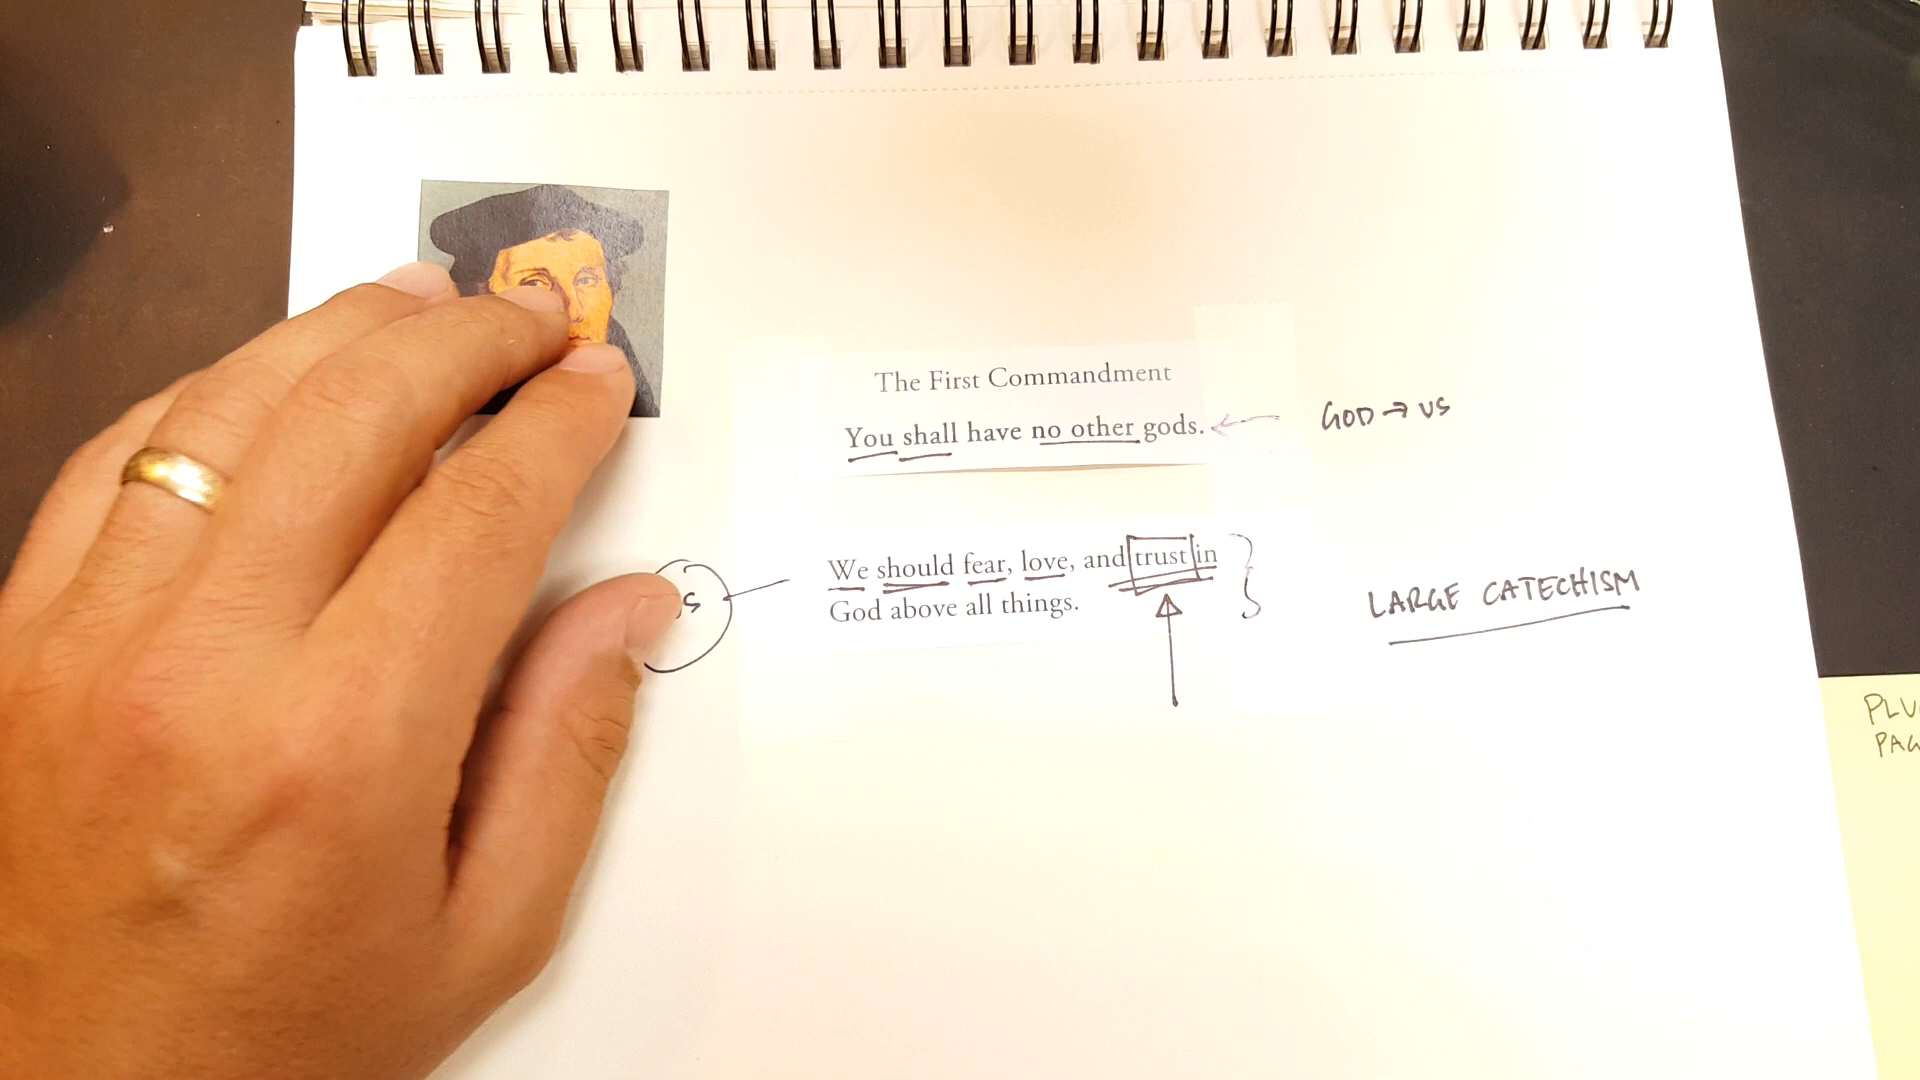 The First Commandment
You shall have no other gods.
GOD → US
We should fear, love, and trust in
God above all things.
LARGE CATECHISM